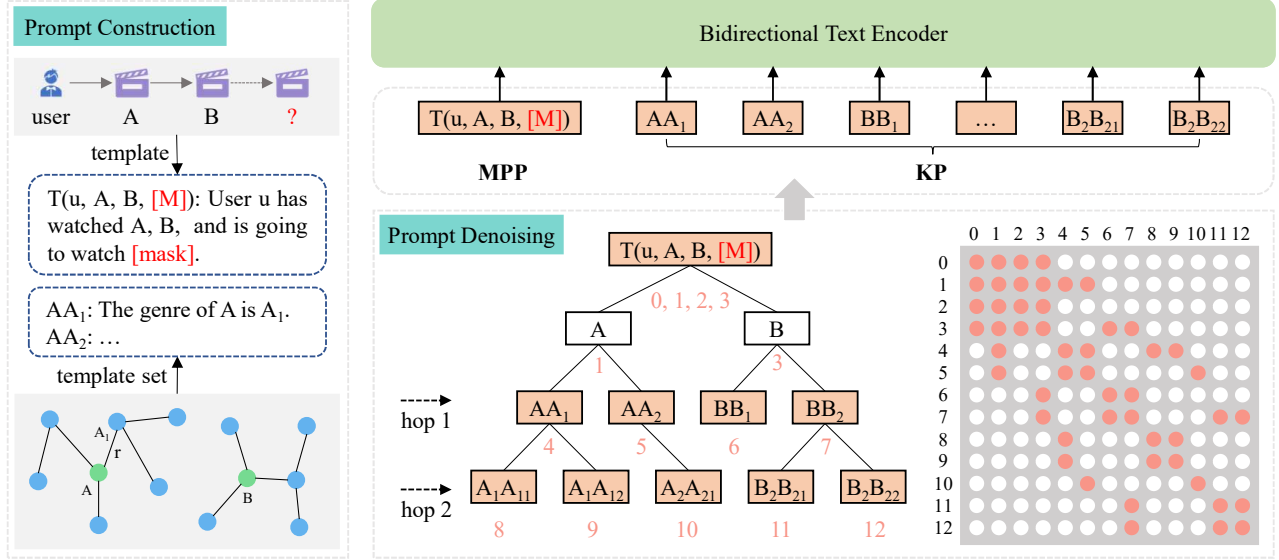 Prompt Construction
user
A
B
?
template
T(u, A, B, [M]): User u has
watched A, B, and is going
to watch [mask].
AA₁: The genre of A is A₁.
AA₂: …
template set
A₁
r
A
B
Bidirectional Text Encoder
T(u, A, B, [M])
AA₁
AA₂
BB₁
…
B₂B₂₁
B₂B₂₂
MPP
KP
Prompt Denoising
T(u, A, B, [M])
0, 1, 2, 3
A
B
1
3
hop 1
AA₁
AA₂
BB₁
BB₂
4
5
6
7
hop 2
A₁A₁₁
A₁A₁₂
A₂A₂₁
B₂B₂₁
B₂B₂₂
8
9
10
11
12
0 1 2 3 4 5 6 7 8 9 10 11 12
0
1
2
3
4
5
6
7
8
9
10
11
12